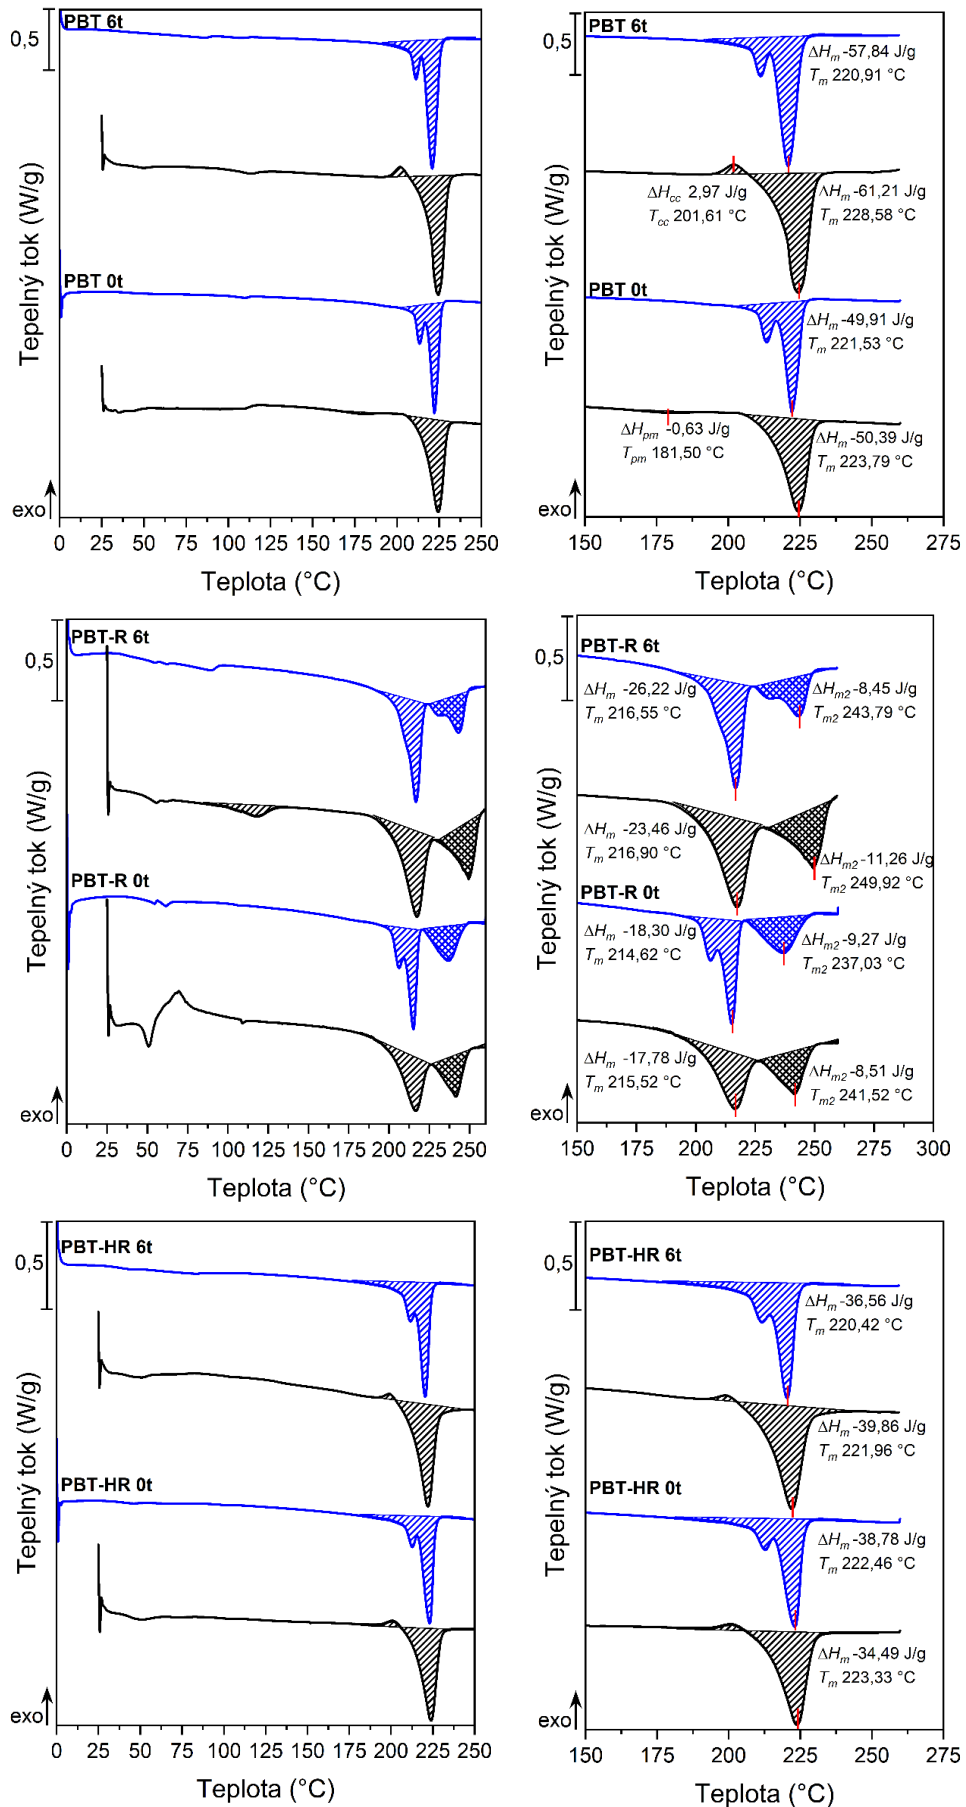 PBT 6t
0,5
PBT 0t
exo
Tepelný tok (W/g)
0 25 50 75 100 125 150 175 200 225 250
Teplota (°C)
PBT 6t
0,5
ΔHm -57,84 J/g
Tm 220,91 °C
ΔHcc 2,97 J/g
Tcc 201,61 °C
ΔHm -61,21 J/g
Tm 228,58 °C
PBT 0t
ΔHm -49,91 J/g
Tm 221,53 °C
ΔHpm -0,63 J/g
Tpm 181,50 °C
ΔHm -50,39 J/g
Tm 223,79 °C
exo
Tepelný tok (W/g)
150 175 200 225 250 275
Teplota (°C)
PBT-R 6t
0,5
PBT-R 0t
exo
Tepelný tok (W/g)
0 25 50 75 100 125 150 175 200 225 250
Teplota (°C)
PBT-R 6t
0,5
ΔHm -26,22 J/g
Tm 216,55 °C
ΔHm2 -8,45 J/g
Tm2 243,79 °C
ΔHm -23,46 J/g
Tm 216,90 °C
ΔHm2 -11,26 J/g
Tm2 249,92 °C
PBT-R 0t
ΔHm -18,30 J/g
Tm 214,62 °C
ΔHm2 -9,27 J/g
Tm2 237,03 °C
ΔHm -17,78 J/g
Tm 215,52 °C
ΔHm2 -8,51 J/g
Tm2 241,52 °C
exo
Tepelný tok (W/g)
150 175 200 225 250 275 300
Teplota (°C)
PBT-HR 6t
0,5
PBT-HR 0t
exo
Tepelný tok (W/g)
0 25 50 75 100 125 150 175 200 225 250
Teplota (°C)
PBT-HR 6t
0,5
ΔHm -36,56 J/g
Tm 220,42 °C
ΔHm -39,86 J/g
Tm 221,96 °C
PBT-HR 0t
ΔHm -38,78 J/g
Tm 222,46 °C
ΔHm -34,49 J/g
Tm 223,33 °C
exo
Tepelný tok (W/g)
150 175 200 225 250 275
Teplota (°C)